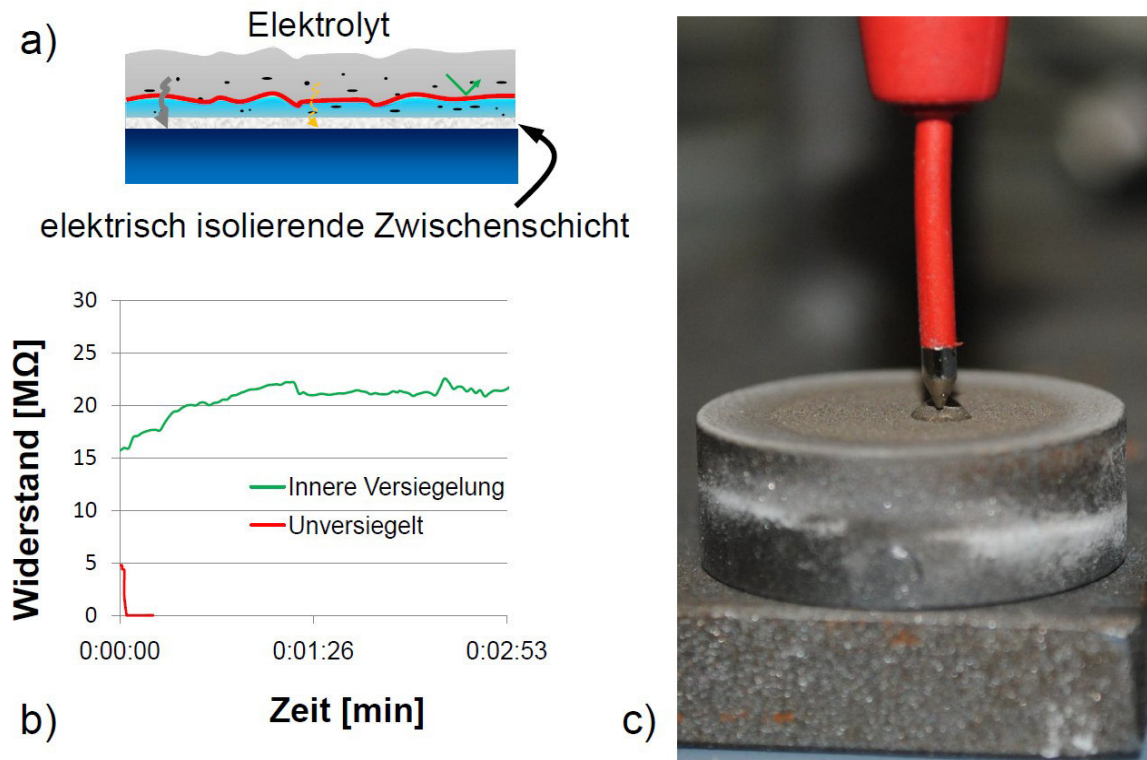 a)
Elektrolyt
elektrisch isolierende Zwischenschicht
30
25
20
15
10
5
0
Widerstand [MΩ]
Innere Versiegelung
Unversiegelt
0:00:00 0:01:26 0:02:53
Zeit [min]
b)
c)